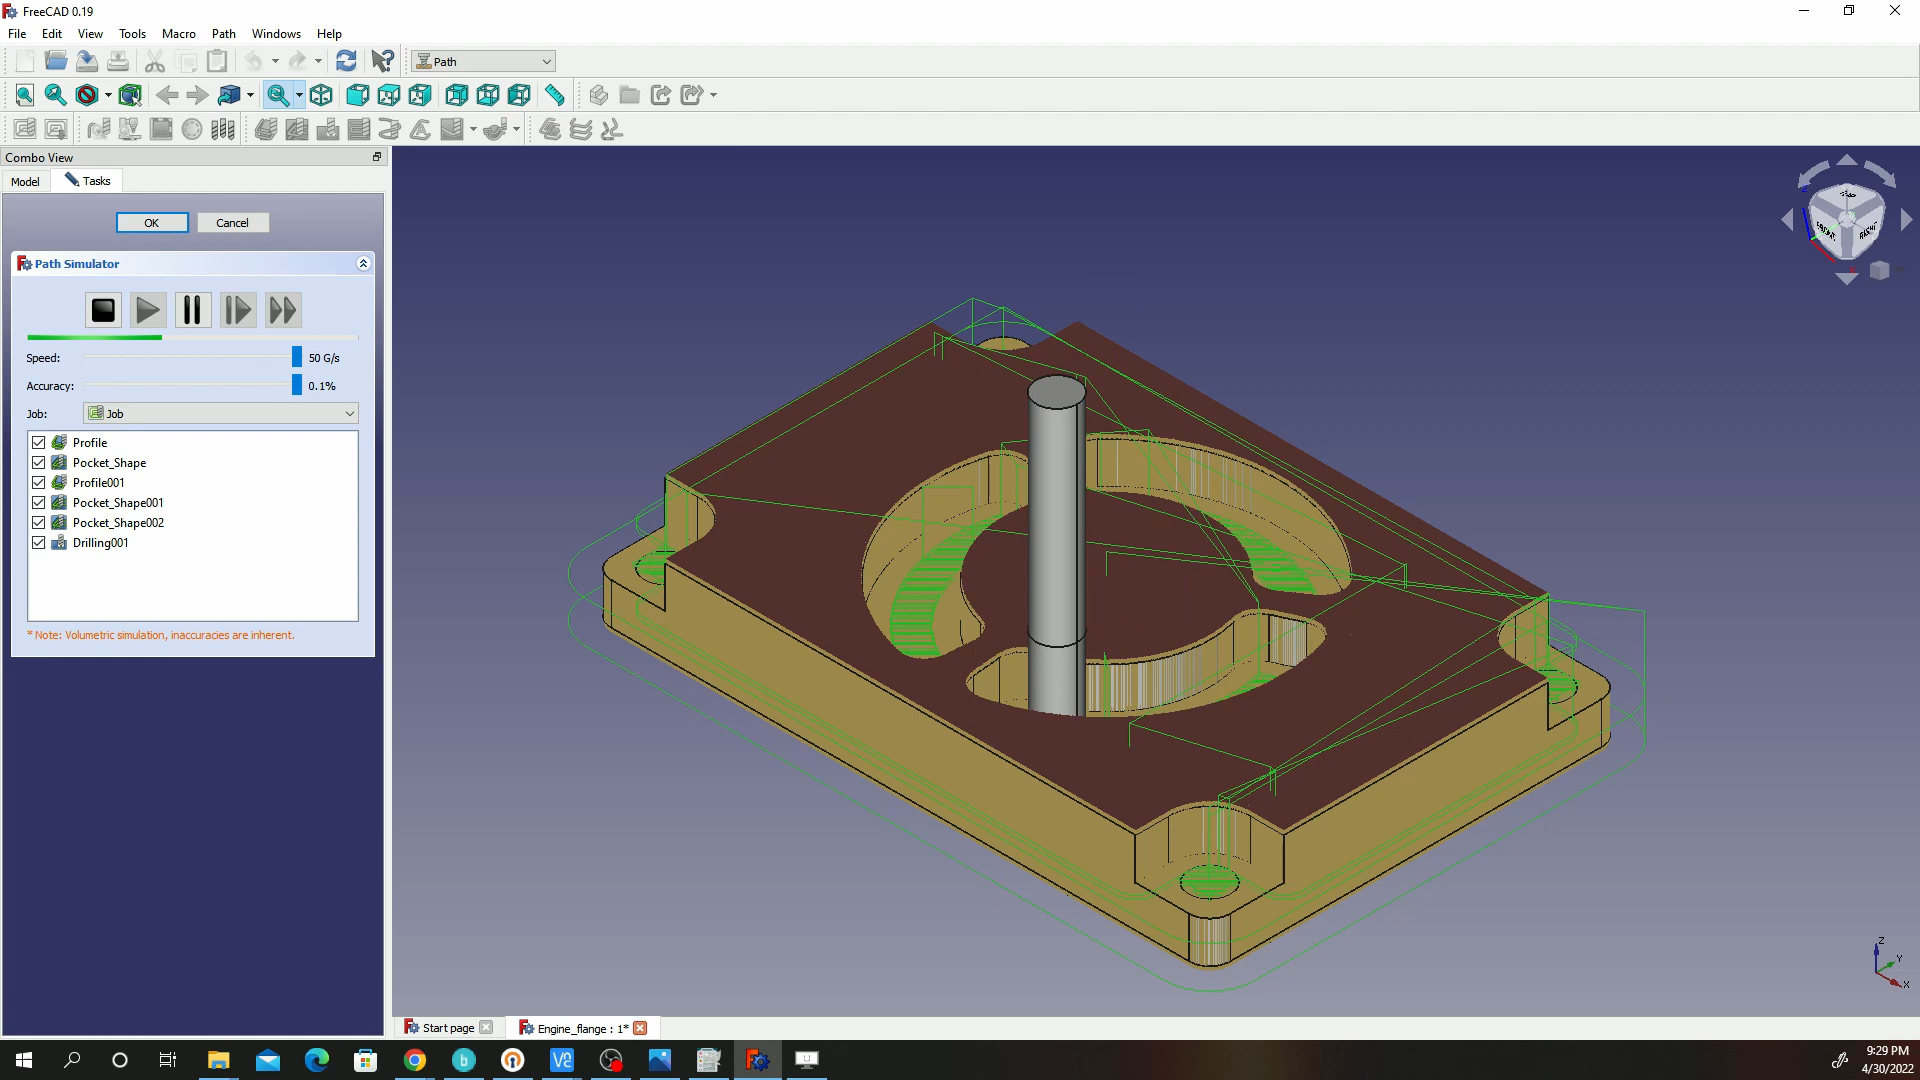 FreeCAD 0.19
File Edit View Tools Macro Path Windows Help
Path
Combo View
Model Tasks
OK Cancel
Path Simulator
Speed: 50 G/s
Accuracy: 0.1%
Job: Job
Profile
Pocket_Shape
Profile001
Pocket_Shape001
Pocket_Shape002
Drilling001
* Note: Volumetric simulation, inaccuracies are inherent.
Z
Y
X
Start page Engine_flange : 1*
9:29 PM
4/30/2022